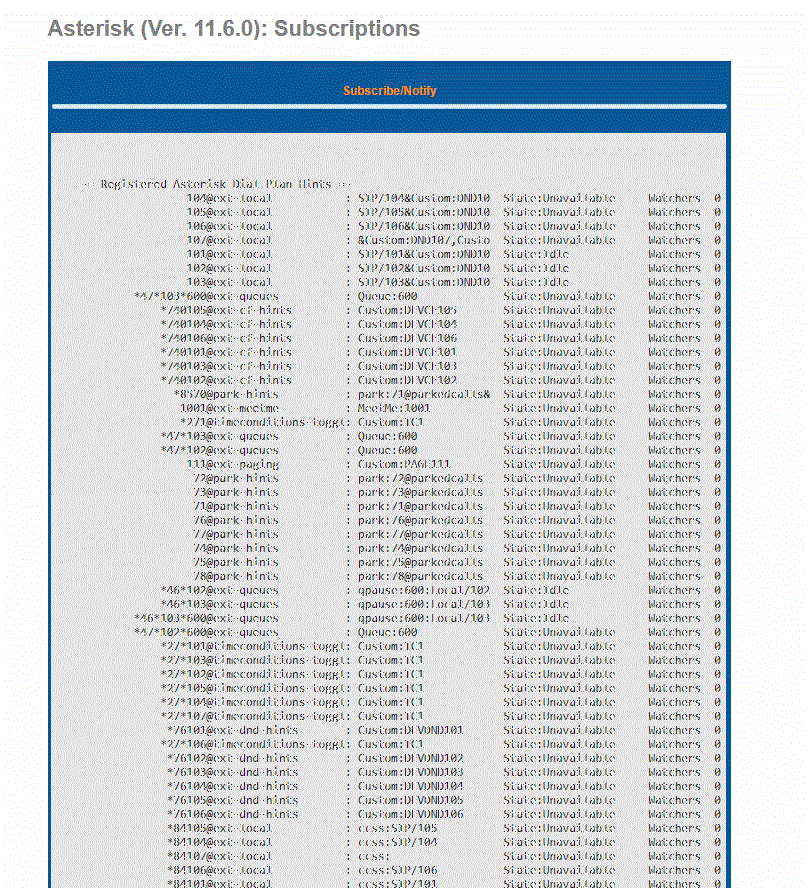 Asterisk (Ver. 11.6.0): Subscriptions
Subscribe/Notify
-= Registered Asterisk Dial Plan Hints =-
104@ext-local : SIP/104&Custom:DND10 State:Unavailable Watchers 0
105@ext-local : SIP/105&Custom:DND10 State:Unavailable Watchers 0
106@ext-local : SIP/106&Custom:DND10 State:Unavailable Watchers 0
107@ext-local : &Custom:DND107,Custo State:Unavailable Watchers 0
101@ext-local : SIP/101&Custom:DND10 State:Idle Watchers 0
102@ext-local : SIP/102&Custom:DND10 State:Idle Watchers 0
103@ext-local : SIP/103&Custom:DND10 State:Idle Watchers 0
*47*103*600@ext-queues : Queue:600 State:Unavailable Watchers 0
*740105@ext-cf-hints : Custom:DEVCF105 State:Unavailable Watchers 0
*740104@ext-cf-hints : Custom:DEVCF104 State:Unavailable Watchers 0
*740106@ext-cf-hints : Custom:DEVCF106 State:Unavailable Watchers 0
*740101@ext-cf-hints : Custom:DEVCF101 State:Unavailable Watchers 0
*740103@ext-cf-hints : Custom:DEVCF103 State:Unavailable Watchers 0
*740102@ext-cf-hints : Custom:DEVCF102 State:Unavailable Watchers 0
*8570@park-hints : park:71@parkedcalls& State:Unavailable Watchers 0
1001@ext-meetme : MeetMe:1001 State:Unavailable Watchers 0
*271@timeconditions-toggl: Custom:TC1 State:Unavailable Watchers 0
*47*103@ext-queues : Queue:600 State:Unavailable Watchers 0
*47*102@ext-queues : Queue:600 State:Unavailable Watchers 0
111@ext-paging : Custom:PAGE111 State:Unavailable Watchers 0
72@park-hints : park:72@parkedcalls State:Unavailable Watchers 0
73@park-hints : park:73@parkedcalls State:Unavailable Watchers 0
71@park-hints : park:71@parkedcalls State:Unavailable Watchers 0
76@park-hints : park:76@parkedcalls State:Unavailable Watchers 0
77@park-hints : park:77@parkedcalls State:Unavailable Watchers 0
74@park-hints : park:74@parkedcalls State:Unavailable Watchers 0
75@park-hints : park:75@parkedcalls State:Unavailable Watchers 0
78@park-hints : park:78@parkedcalls State:Unavailable Watchers 0
*46*102@ext-queues : qpause:600:Local/102 State:Idle Watchers 0
*46*103@ext-queues : qpause:600:Local/103 State:Idle Watchers 0
*46*103*600@ext-queues : qpause:600:Local/103 State:Idle Watchers 0
*47*102*600@ext-queues : Queue:600 State:Unavailable Watchers 0
*27*101@timeconditions-toggl: Custom:TC1 State:Unavailable Watchers 0
*27*103@timeconditions-toggl: Custom:TC1 State:Unavailable Watchers 0
*27*102@timeconditions-toggl: Custom:TC1 State:Unavailable Watchers 0
*27*105@timeconditions-toggl: Custom:TC1 State:Unavailable Watchers 0
*27*104@timeconditions-toggl: Custom:TC1 State:Unavailable Watchers 0
*27*107@timeconditions-toggl: Custom:TC1 State:Unavailable Watchers 0
*76101@ext-dnd-hints : Custom:DEVDND101 State:Unavailable Watchers 0
*27*106@timeconditions-toggl: Custom:TC1 State:Unavailable Watchers 0
*76102@ext-dnd-hints : Custom:DEVDND102 State:Unavailable Watchers 0
*76103@ext-dnd-hints : Custom:DEVDND103 State:Unavailable Watchers 0
*76104@ext-dnd-hints : Custom:DEVDND104 State:Unavailable Watchers 0
*76105@ext-dnd-hints : Custom:DEVDND105 State:Unavailable Watchers 0
*76106@ext-dnd-hints : Custom:DEVDND106 State:Unavailable Watchers 0
*84105@ext-local : ccss:SIP/105 State:Unavailable Watchers 0
*84104@ext-local : ccss:SIP/104 State:Unavailable Watchers 0
*84107@ext-local : ccss: State:Unavailable Watchers 0
*84106@ext-local : ccss:SIP/106 State:Unavailable Watchers 0
*84101@ext-local : ccss:SIP/101 State:Unavailable Watchers 0